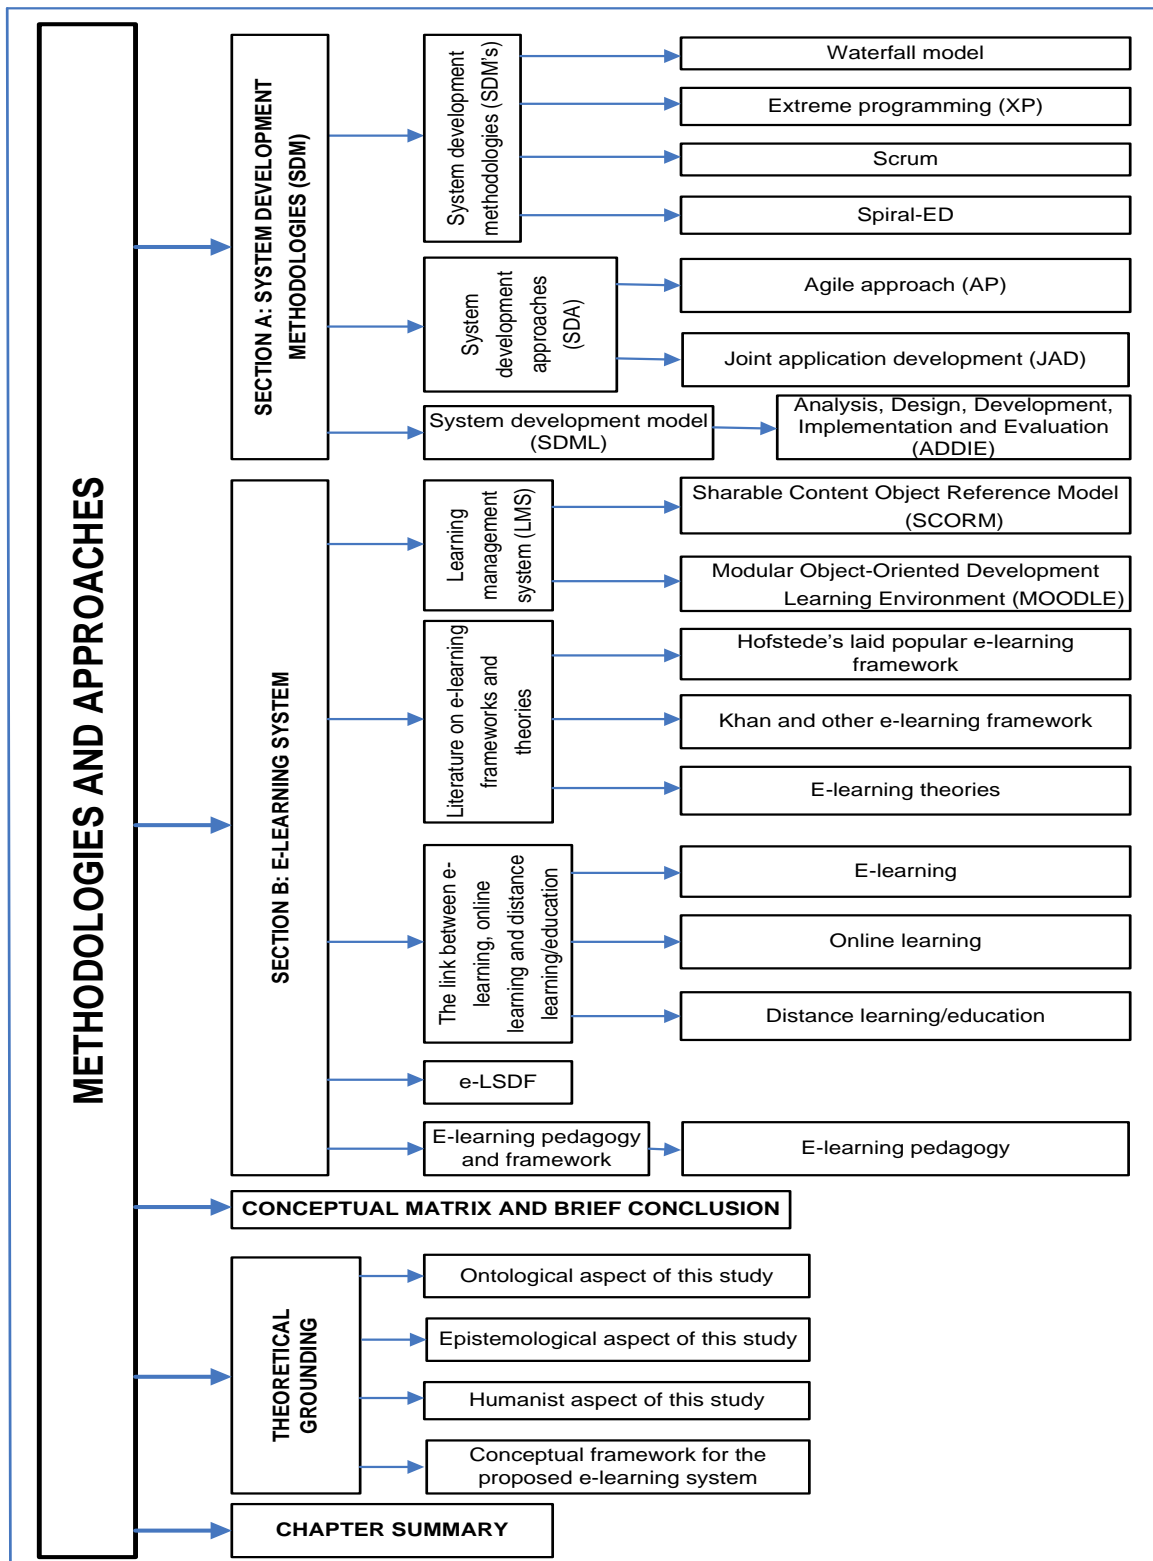 METHODOLOGIES AND APPROACHES
SECTION A: SYSTEM DEVELOPMENT
METHODOLOGIES (SDM)
System development
methodologies (SDM's)
Waterfall model
Extreme programming (XP)
Scrum
Spiral-ED
System
development
approaches
(SDA)
Agile approach (AP)
Joint application development (JAD)
System development model
(SDML)
Analysis, Design, Development,
Implementation and Evaluation
(ADDIE)
SECTION B: E-LEARNING SYSTEM
Learning
management
system (LMS)
Sharable Content Object Reference Model
(SCORM)
Modular Object-Oriented Development
Learning Environment (MOODLE)
Literature on e-learning
frameworks and
theories
Hofstede's laid popular e-learning
framework
Khan and other e-learning framework
E-learning theories
The link between e-
learning, online
learning and distance
learning/education
E-learning
Online learning
Distance learning/education
e-LSDF
E-learning pedagogy
and framework
E-learning pedagogy
CONCEPTUAL MATRIX AND BRIEF CONCLUSION
THEORETICAL
GROUNDING
Ontological aspect of this study
Epistemological aspect of this study
Humanist aspect of this study
Conceptual framework for the
proposed e-learning system
CHAPTER SUMMARY